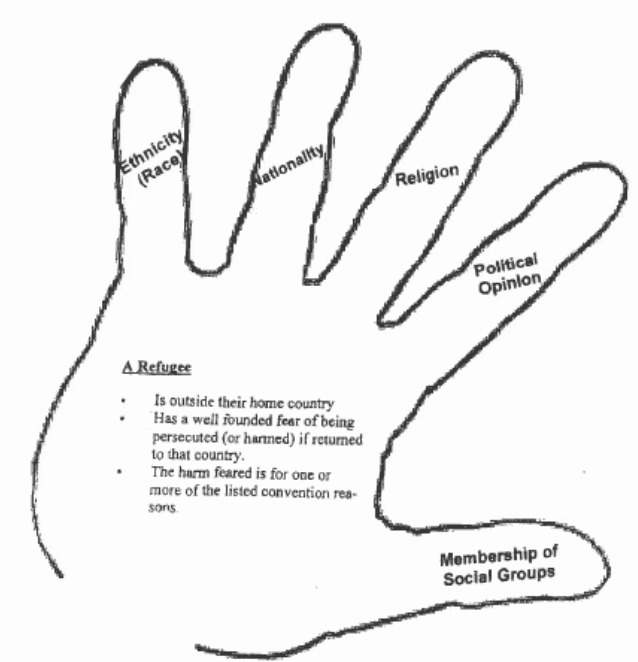 Ethnicity
(Race)
Nationality
Religion
Political
Opinion
A Refugee
• Is outside their home country
• Has a well founded fear of being
persecuted (or harmed) if returned
to that country.
• The harm feared is for one or
more of the listed convention rea-
sons.
Membership of
Social Groups